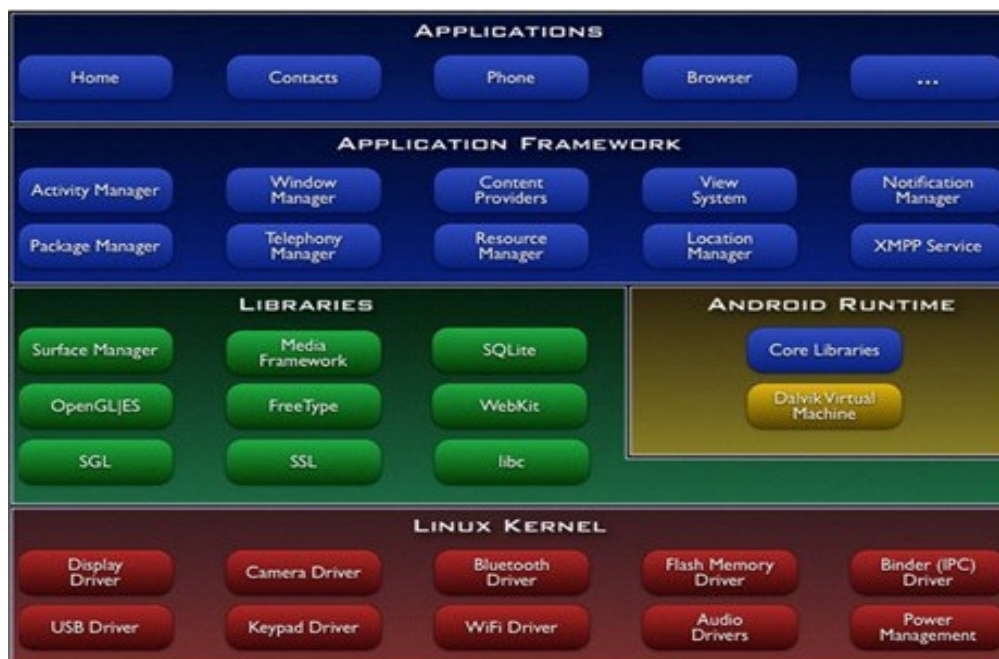 APPLICATIONS
Home
Contacts
Phone
Browser
...
APPLICATION FRAMEWORK
Activity Manager
Window
Manager
Content
Providers
View
System
Notification
Manager
Package Manager
Telephony
Manager
Resource
Manager
Location
Manager
XMPP Service
LIBRARIES
Surface Manager
Media
Framework
SQLite
OpenGL|ES
FreeType
WebKit
SGL
SSL
libc
ANDROID RUNTIME
Core Libraries
Dalvik Virtual
Machine
LINUX KERNEL
Display
Driver
Camera Driver
Bluetooth
Driver
Flash Memory
Driver
Binder (IPC)
Driver
USB Driver
Keypad Driver
WiFi Driver
Audio
Drivers
Power
Management